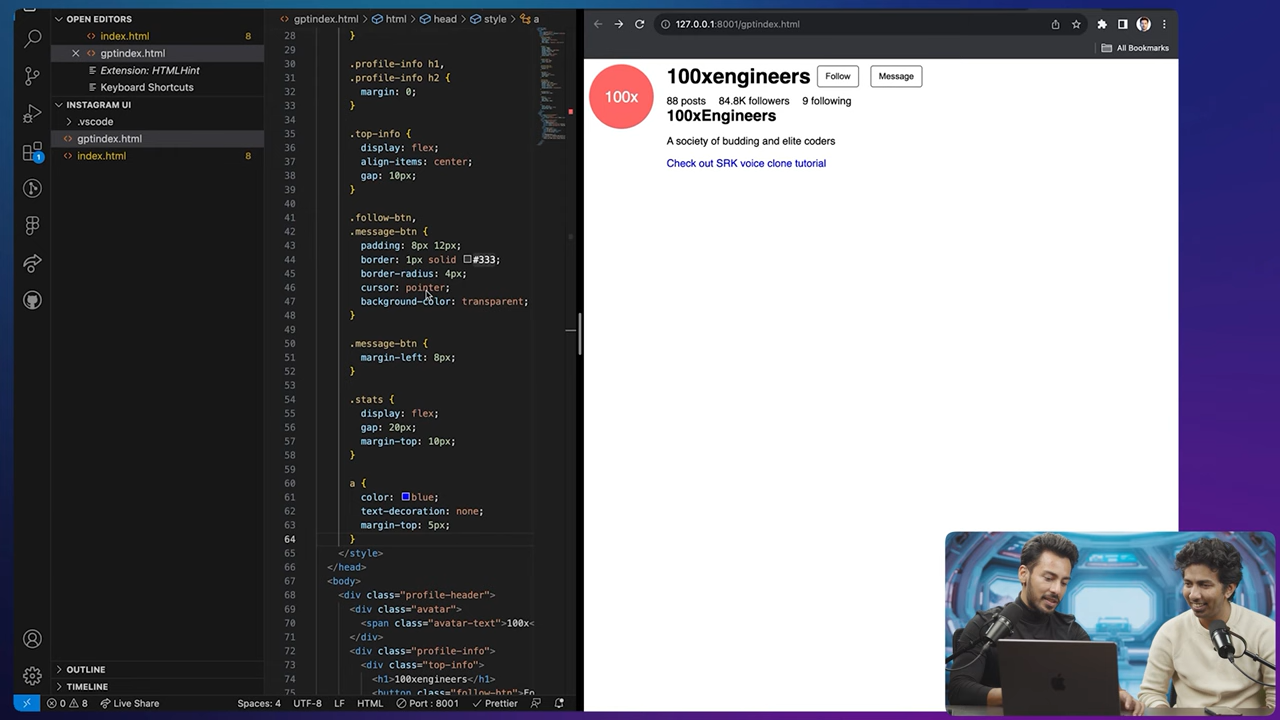 OPEN EDITORS
index.html 8
gptindex.html
Extension: HTMLHint
Keyboard Shortcuts
INSTAGRAM UI
.vscode
gptindex.html
index.html 8
1
OUTLINE
TIMELINE
gptindex.html > html > head > style > a
28 }
29
30 .profile-info h1,
31 .profile-info h2 {
32 margin: 0;
33 }
34
35 .top-info {
36 display: flex;
37 align-items: center;
38 gap: 10px;
39 }
40
41 .follow-btn,
42 .message-btn {
43 padding: 8px 12px;
44 border: 1px solid #333;
45 border-radius: 4px;
46 cursor: pointer;
47 background-color: transparent;
48 }
49
50 .message-btn {
51 margin-left: 8px;
52 }
53
54 .stats {
55 display: flex;
56 gap: 20px;
57 margin-top: 10px;
58 }
59
60 a {
61 color: blue;
62 text-decoration: none;
63 margin-top: 5px;
64 }
65 </style>
66 </head>
67 <body>
68 <div class="profile-header">
69 <div class="avatar">
70 <span class="avatar-text">100x<
71 </div>
72 <div class="profile-info">
73 <div class="top-info">
74 <h1>100xengineers</h1>
75 <button class="follow-btn">Fo
0 8 Live Share Spaces: 4 UTF-8 LF HTML Port : 8001 Prettier
127.0.0.1:8001/gptindex.html
All Bookmarks
100x
100xengineers Follow Message
88 posts 84.8K followers 9 following
100xEngineers
A society of budding and elite coders
Check out SRK voice clone tutorial